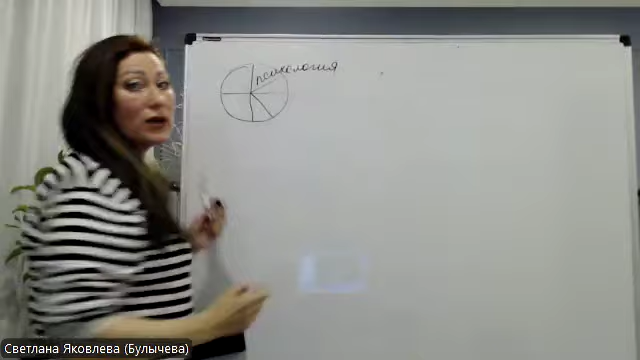 психология
Светлана Яковлева (Булычева)